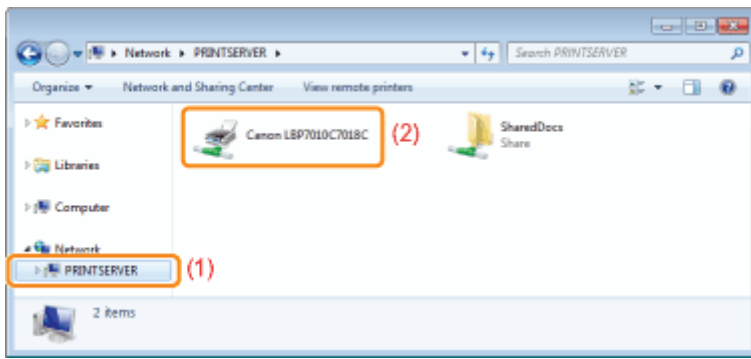 Network ▸ PRINTSERVER ▸ Search PRINTSERVER
Organize Network and Sharing Center View remote printers
Favorites
Libraries
Computer
Network
PRINTSERVER
(1)
Canon LBP7010C7018C
(2)
SharedDocs
Share
2 items